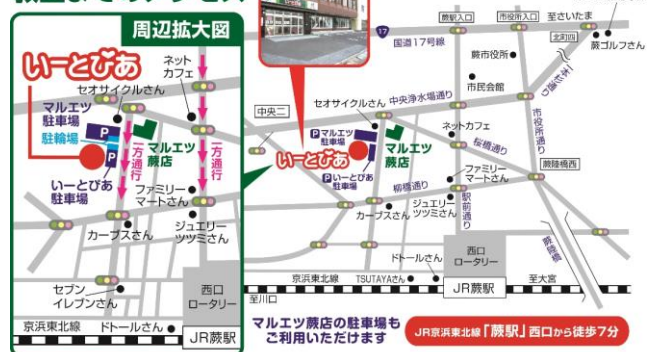 周辺拡大図
いーとぴあ
ネット
カフェ
セオサイクルさん
マルエツ
駐車場
駐輪場
マルエツ
蕨店
一方通行
一方通行
いーとぴあ
駐車場
ファミリー
マートさん
カーブスさん
ジュエリー
ツツミさん
セブン
イレブンさん
西口
ロータリー
京浜東北線
ドトールさん
JR蕨駅
17
国道17号線
蕨駅入口
市役所入口
至さいたま
北町四
蕨ゴルフさん
蕨市役所
一本杉通り
市民会館
セオサイクルさん
中央浄水場通り
中央二
市役所通り
マルエツ
駐車場
ネットカフェ
桜橋通り
いーとぴあ
マルエツ
蕨店
蕨陸橋西
いーとぴあ
駐車場
柳橋通り
ファミリー
マートさん
カーブスさん
ジュエリー
ツツミさん
駅前通り
蕨陸橋
ドトールさん
西口
ロータリー
京浜東北線
TSUTAYAさん
至大宮
至川口
JR蕨駅
マルエツ蕨店の駐車場も
ご利用いただけます
JR京浜東北線「蕨駅」西口から徒歩7分